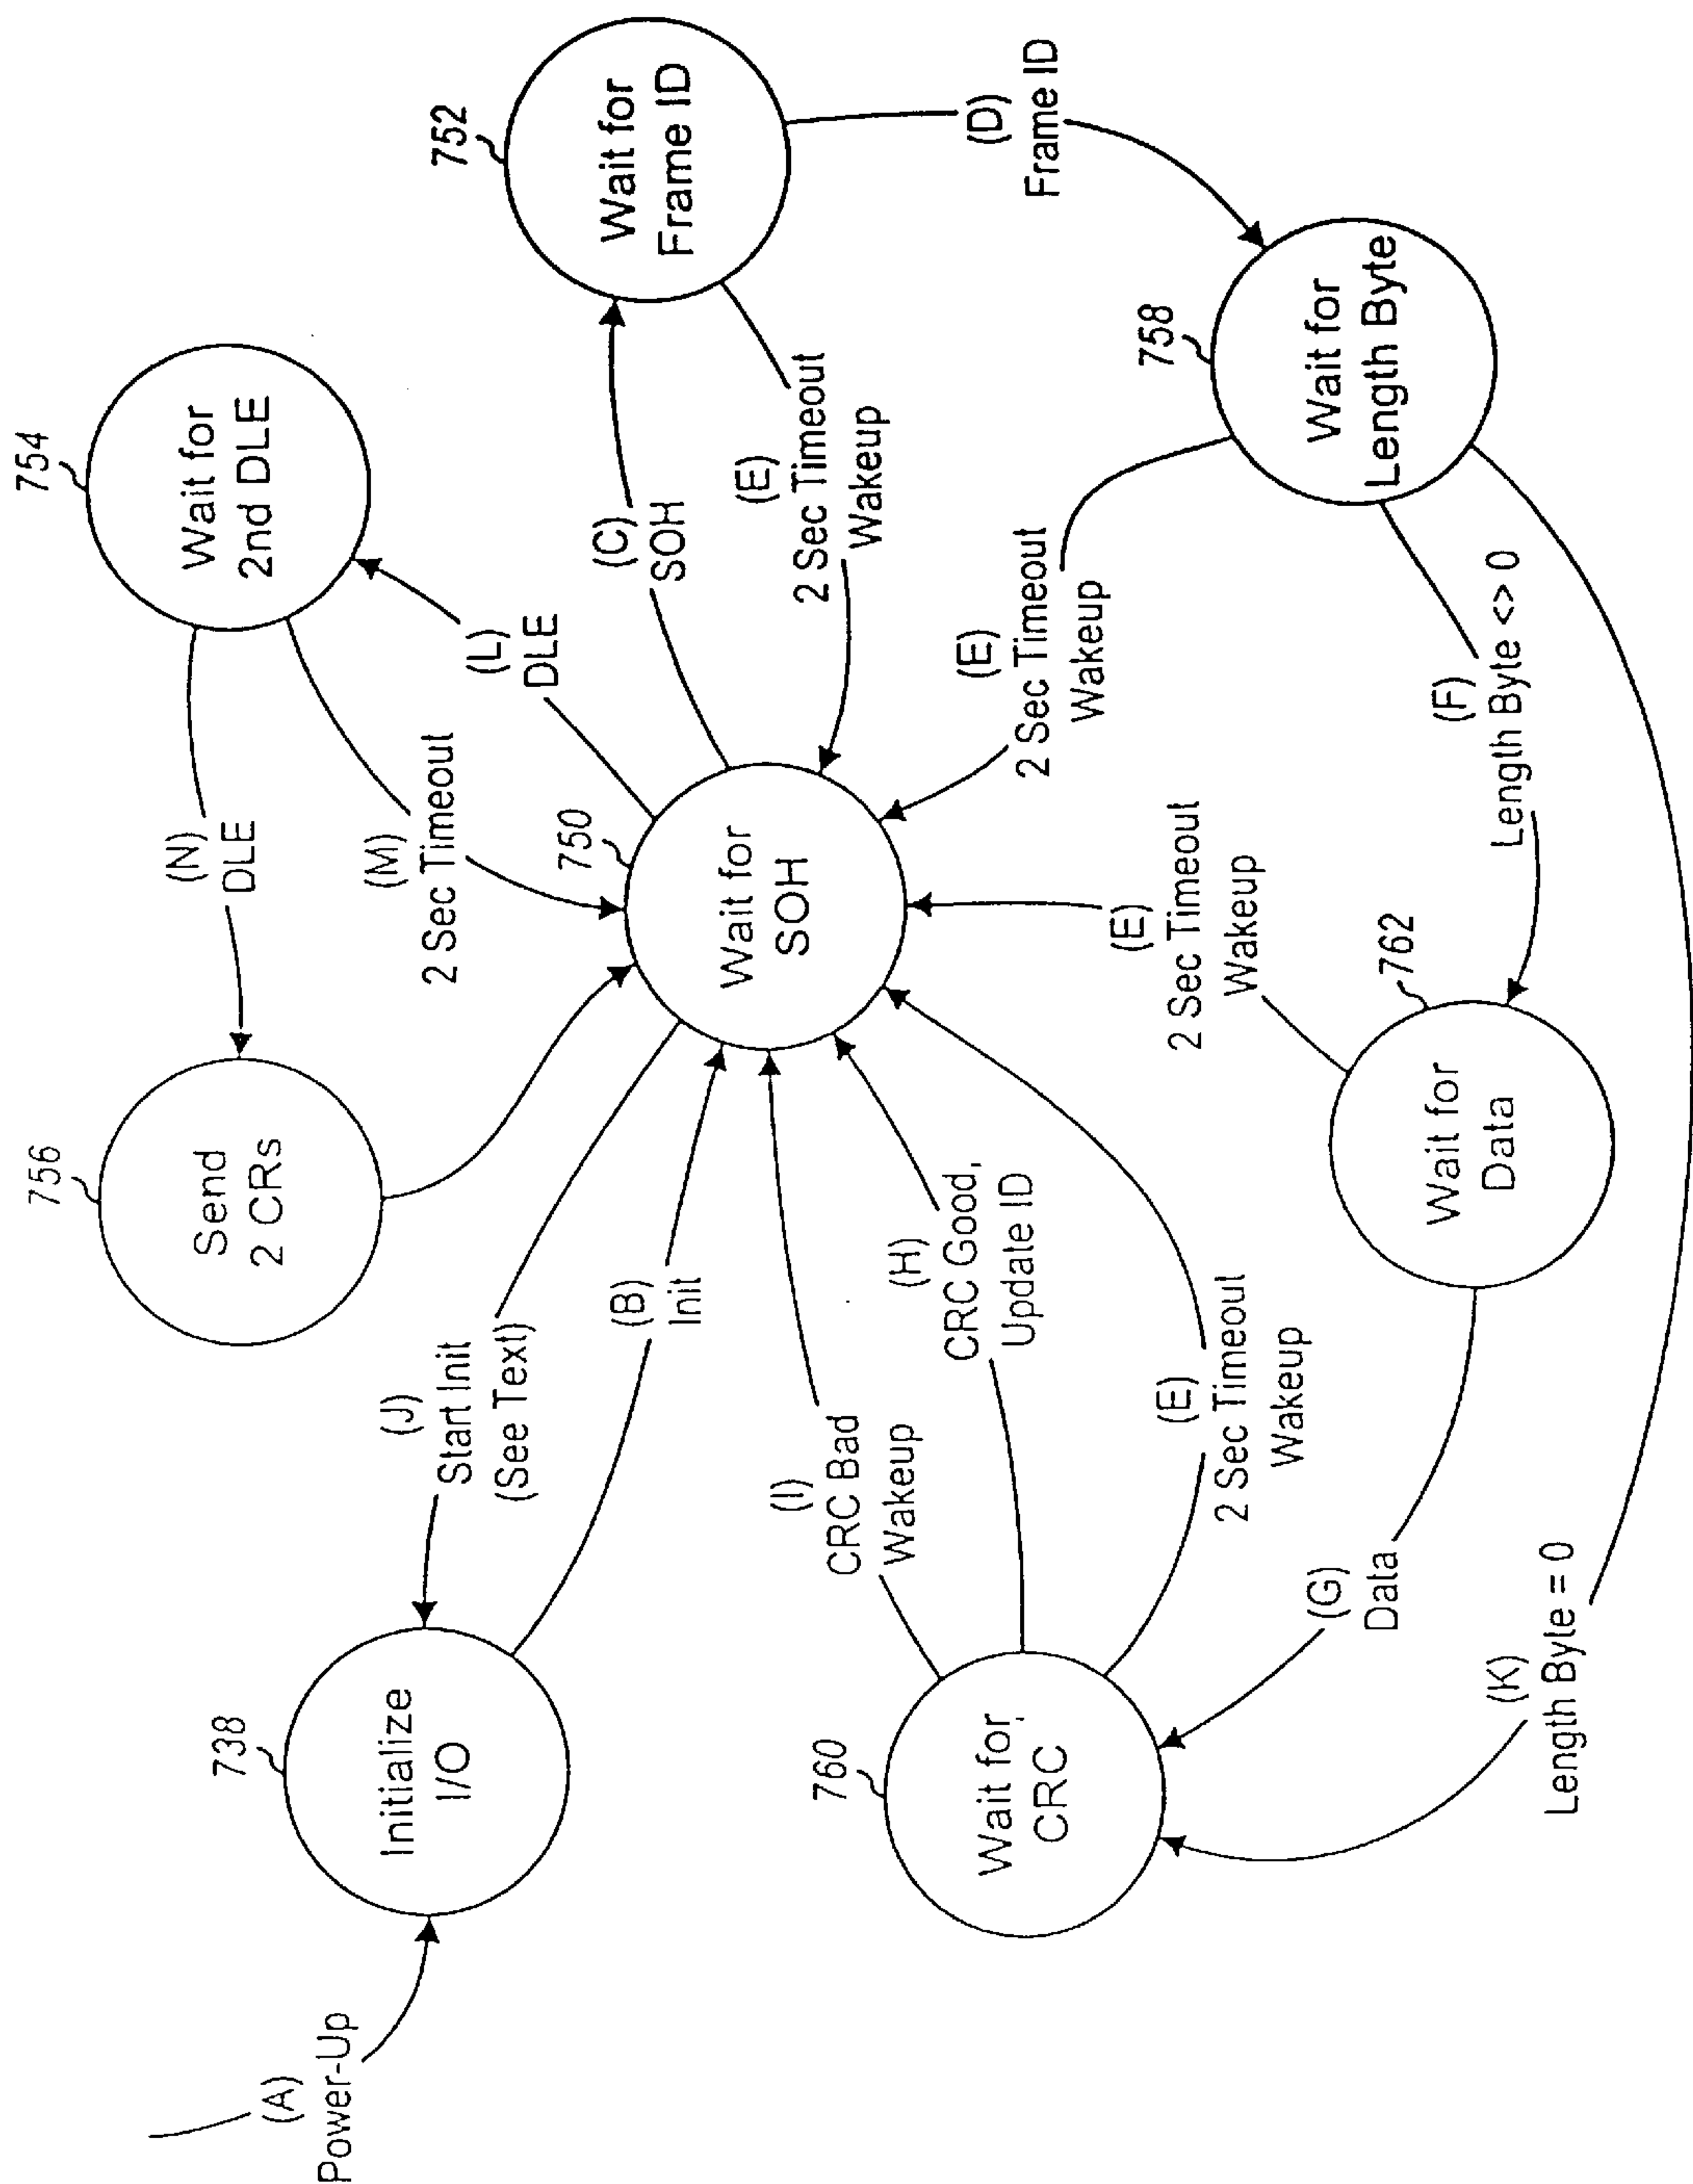 (A)
Power-Up
738
Initialize
I/O
(J)
Start Init
(See Text)
(B)
Init
756
Send
2 CRs
(N)
DLE
(M)
2 Sec Timeout
754
Wait for
2nd DLE
(L)
DLE
750
Wait for
SOH
(C)
SOH
752
Wait for
Frame ID
(E)
2 Sec Timeout
Wakeup
(D)
Frame ID
758
Wait for
Length Byte
(E)
2 Sec Timeout
Wakeup
(F)
Length Byte <> 0
(E)
2 Sec Timeout
Wakeup
762
Wait for
Data
(I)
CRC Bad
Wakeup
(H)
CRC Good,
Update ID
(E)
2 Sec Timeout
Wakeup
760
Wait for
CRC
(G)
Data
(K)
Length Byte = 0